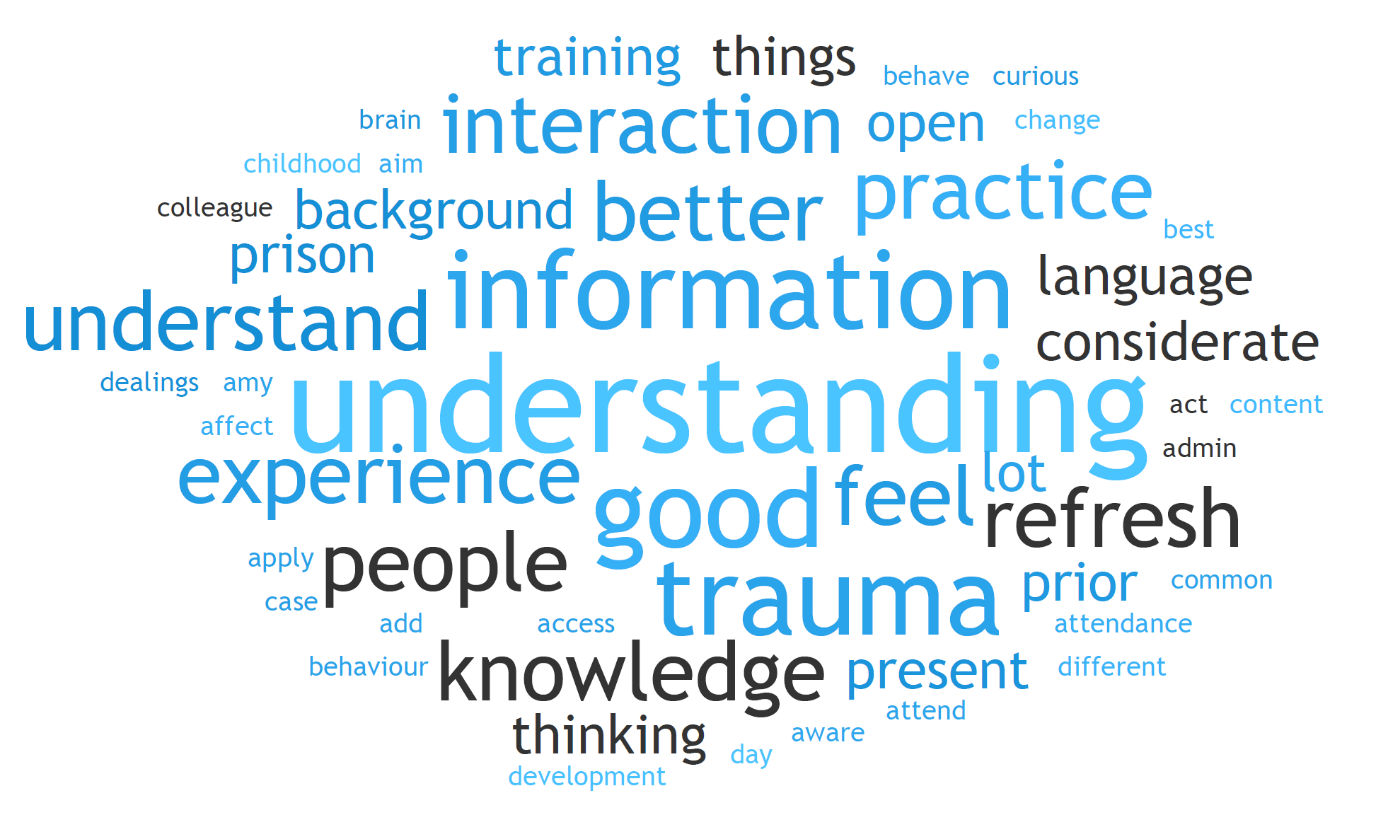 training things
behave curious
brain interaction open change
childhood aim
colleague background better practice
best
prison
information language
understand considerate
dealings amy understanding act content
affect
admin
experience good feel lot
refresh
people
apply trauma prior common
case
add access attendance
behaviour knowledge present different
attend
thinking aware
day
development